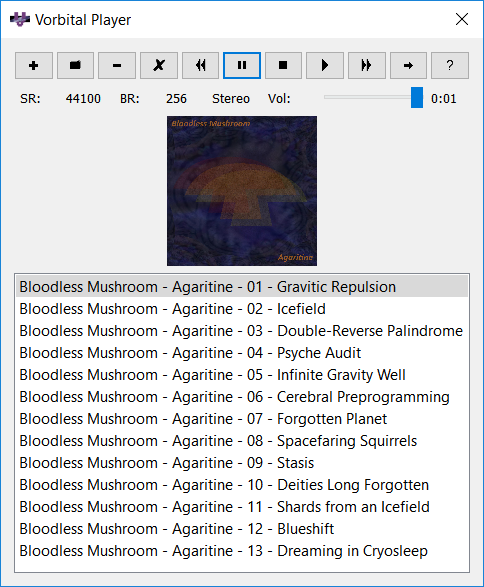 Vorbital Player
?
SR: 44100 BR: 256 Stereo Vol: 0:01
Bloodless Mushroom
Agaritine
Bloodless Mushroom - Agaritine - 01 - Gravitic Repulsion
Bloodless Mushroom - Agaritine - 02 - Icefield
Bloodless Mushroom - Agaritine - 03 - Double-Reverse Palindrome
Bloodless Mushroom - Agaritine - 04 - Psyche Audit
Bloodless Mushroom - Agaritine - 05 - Infinite Gravity Well
Bloodless Mushroom - Agaritine - 06 - Cerebral Preprogramming
Bloodless Mushroom - Agaritine - 07 - Forgotten Planet
Bloodless Mushroom - Agaritine - 08 - Spacefaring Squirrels
Bloodless Mushroom - Agaritine - 09 - Stasis
Bloodless Mushroom - Agaritine - 10 - Deities Long Forgotten
Bloodless Mushroom - Agaritine - 11 - Shards from an Icefield
Bloodless Mushroom - Agaritine - 12 - Blueshift
Bloodless Mushroom - Agaritine - 13 - Dreaming in Cryosleep